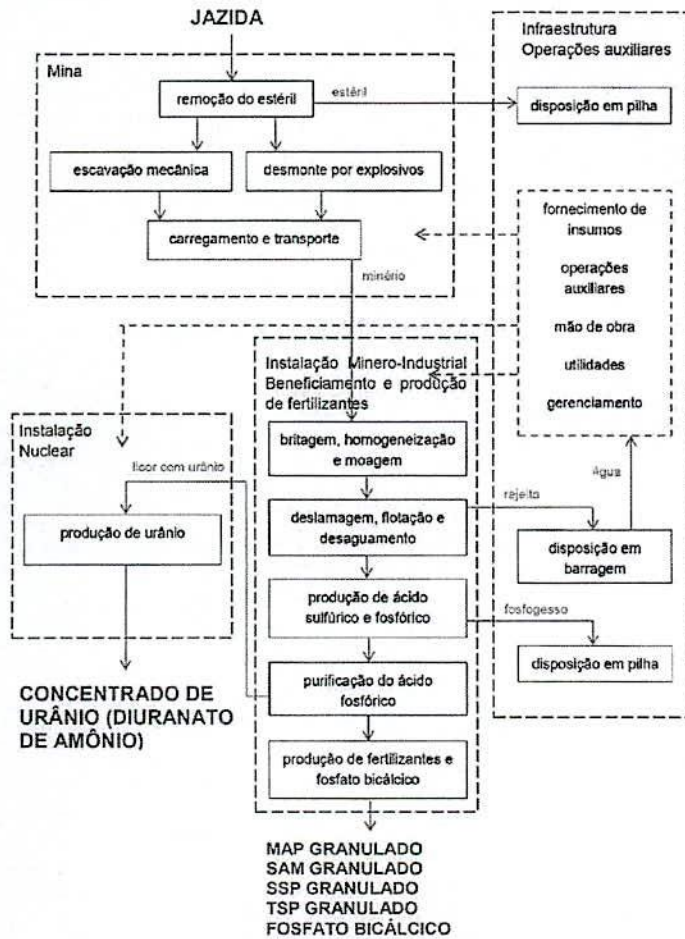 JAZIDA
Infraestrutura
Operações auxiliares
Mina
remoção do estéril
estéril
disposição em pilha
escavação mecânica
desmonte por explosivos
carregamento e transporte
minério
fornecimento de
insumos
operações
auxiliares
mão de obra
utilidades
gerenciamento
Instalação Minero-Industrial
Beneficiamento e produção
de fertilizantes
Instalação
Nuclear
britagem, homogeneização
e moagem
licor com urânio
água
rejeito
produção de urânio
deslamagem, flotação e
desaguamento
disposição em
barragem
produção de ácido
sulfúrico e fosfórico
fosfogesso
disposição em pilha
purificação do ácido
fosfórico
CONCENTRADO DE
URÂNIO (DIURANATO
DE AMÔNIO)
produção de fertilizantes e
fosfato bicálcico
MAP GRANULADO
SAM GRANULADO
SSP GRANULADO
TSP GRANULADO
FOSFATO BICÁLCICO